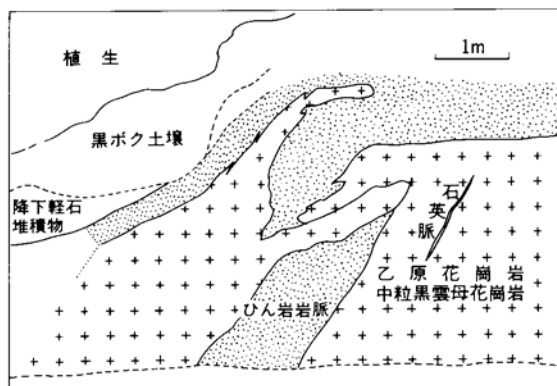 植生
1m
黒ボク土壌
降下軽石
堆積物
石英脈
乙原花崗岩
中粒黒雲母花崗岩
ひん岩岩脈